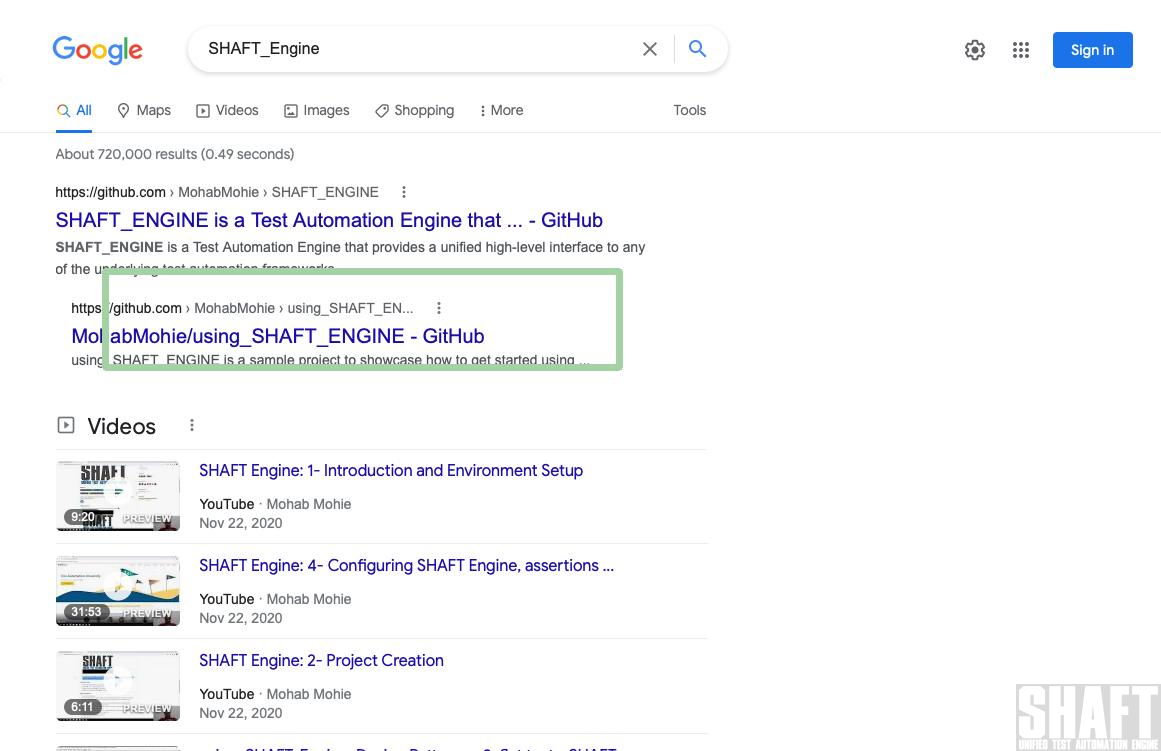 Google
SHAFT_Engine
Sign in
All
Maps
Videos
Images
Shopping
More
Tools
About 720,000 results (0.49 seconds)
https://github.com › MohabMohie › SHAFT_ENGINE
SHAFT_ENGINE is a Test Automation Engine that ... - GitHub
SHAFT_ENGINE is a Test Automation Engine that provides a unified high-level interface to any
of the underlying test automation frameworks.
https://github.com › MohabMohie › using_SHAFT_EN...
MohabMohie/using_SHAFT_ENGINE - GitHub
using_SHAFT_ENGINE is a sample project to showcase how to get started using ...
Videos
SHAFT Engine: 1- Introduction and Environment Setup
YouTube · Mohab Mohie
Nov 22, 2020
SHAFT
9:20
PREVIEW
SHAFT Engine: 4- Configuring SHAFT Engine, assertions ...
YouTube · Mohab Mohie
Nov 22, 2020
31:53
PREVIEW
SHAFT Engine: 2- Project Creation
YouTube · Mohab Mohie
Nov 22, 2020
SHAFT
6:11
PREVIEW
SHAFT
UNIFIED TEST AUTOMATION ENGINE